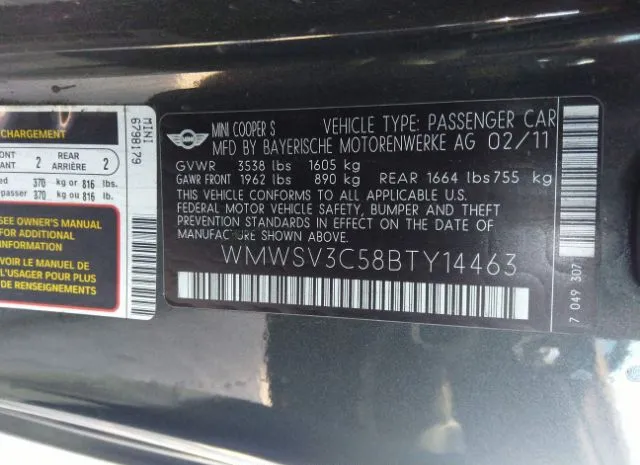 CHARGEMENT
2
REAR
ARRIÈRE
2
370 kg or 816 lbs.
370 kg ou 816 lb.
SEE OWNER'S MANUAL
FOR ADDITIONAL
INFORMATION
L'USAGER POUR
DE RENSEIGNEMENTS
MINI
6798179
MINI
MINI COOPER S VEHICLE TYPE: PASSENGER CAR
MFD BY BAYERISCHE MOTORENWERKE AG 02/11
GVWR 3538 lbs 1605 kg
GAWR FRONT 1962 lbs 890 kg REAR 1664 lbs 755 kg
THIS VEHICLE CONFORMS TO ALL APPLICABLE U.S.
FEDERAL MOTOR VEHICLE SAFETY, BUMPER AND THEFT
PREVENTION STANDARDS IN EFFECT ON THE DATE OF
MANUFACTURE SHOWN ABOVE.
WMWSV3C58BTY14463
7 049 307